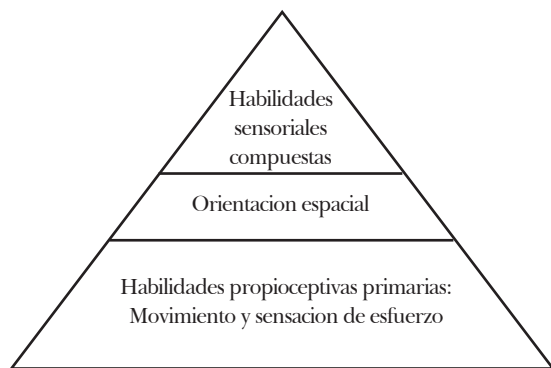 Habilidades
sensoriales
compuestas
Orientacion espacial
Habilidades propioceptivas primarias:
Movimiento y sensacion de esfuerzo